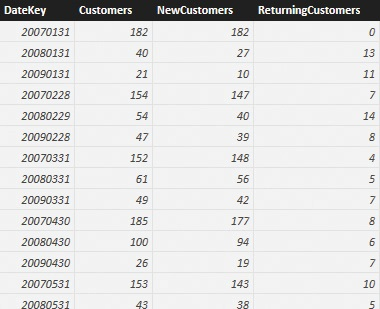 DateKey Customers NewCustomers ReturningCustomers
20070131 182 182 0
20080131 40 27 13
20090131 21 10 11
20070228 154 147 7
20080229 54 40 14
20090228 47 39 8
20070331 152 148 4
20080331 61 56 5
20090331 49 42 7
20070430 185 177 8
20080430 100 94 6
20090430 26 19 7
20070531 153 143 10
20080531 43 38 5